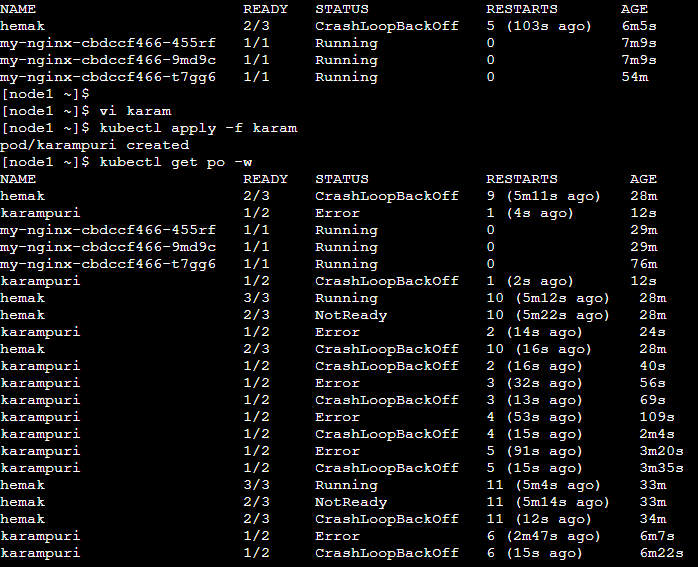 NAME READY STATUS RESTARTS AGE
hemak 2/3 CrashLoopBackOff 5 (103s ago) 6m5s
my-nginx-cbdccf466-455rf 1/1 Running 0 7m9s
my-nginx-cbdccf466-9md9c 1/1 Running 0 7m9s
my-nginx-cbdccf466-t7gg6 1/1 Running 0 54m
[node1 ~]$
[node1 ~]$ vi karam
[node1 ~]$ kubectl apply -f karam
pod/karampuri created
[node1 ~]$ kubectl get po -w
NAME READY STATUS RESTARTS AGE
hemak 2/3 CrashLoopBackOff 9 (5m11s ago) 28m
karampuri 1/2 Error 1 (4s ago) 12s
my-nginx-cbdccf466-455rf 1/1 Running 0 29m
my-nginx-cbdccf466-9md9c 1/1 Running 0 29m
my-nginx-cbdccf466-t7gg6 1/1 Running 0 76m
karampuri 1/2 CrashLoopBackOff 1 (2s ago) 12s
hemak 3/3 Running 10 (5m12s ago) 28m
hemak 2/3 NotReady 10 (5m22s ago) 28m
karampuri 1/2 Error 2 (14s ago) 24s
hemak 2/3 CrashLoopBackOff 10 (16s ago) 28m
karampuri 1/2 CrashLoopBackOff 2 (16s ago) 40s
karampuri 1/2 Error 3 (32s ago) 56s
karampuri 1/2 CrashLoopBackOff 3 (13s ago) 69s
karampuri 1/2 Error 4 (53s ago) 109s
karampuri 1/2 CrashLoopBackOff 4 (15s ago) 2m4s
karampuri 1/2 Error 5 (91s ago) 3m20s
karampuri 1/2 CrashLoopBackOff 5 (15s ago) 3m35s
hemak 3/3 Running 11 (5m4s ago) 33m
hemak 2/3 NotReady 11 (5m14s ago) 33m
hemak 2/3 CrashLoopBackOff 11 (12s ago) 34m
karampuri 1/2 Error 6 (2m47s ago) 6m7s
karampuri 1/2 CrashLoopBackOff 6 (15s ago) 6m22s